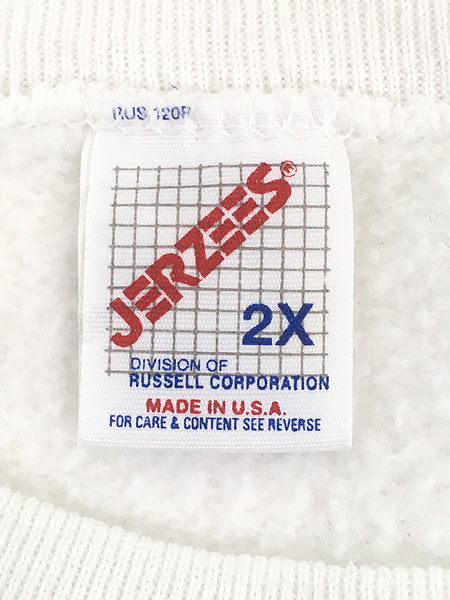 RUS 120P
JERZEES®
2X
DIVISION OF
RUSSELL CORPORATION
MADE IN U.S.A.
FOR CARE & CONTENT SEE REVERSE